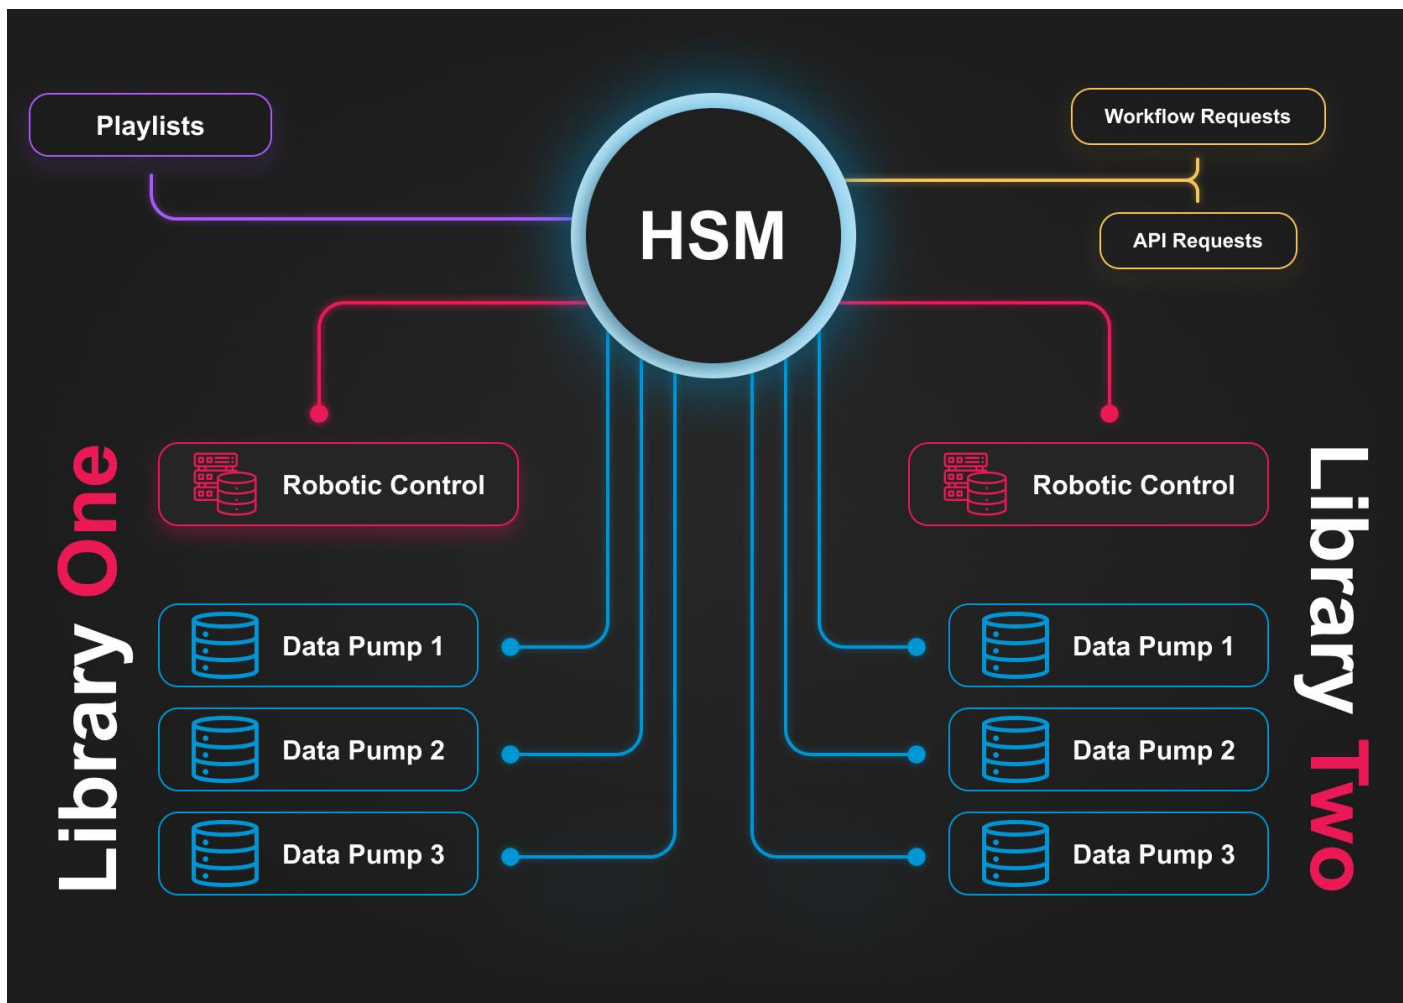 Playlists
HSM
Workflow Requests
API Requests
Library One
Robotic Control
Data Pump 1
Data Pump 2
Data Pump 3
Robotic Control
Data Pump 1
Data Pump 2
Data Pump 3
Library Two